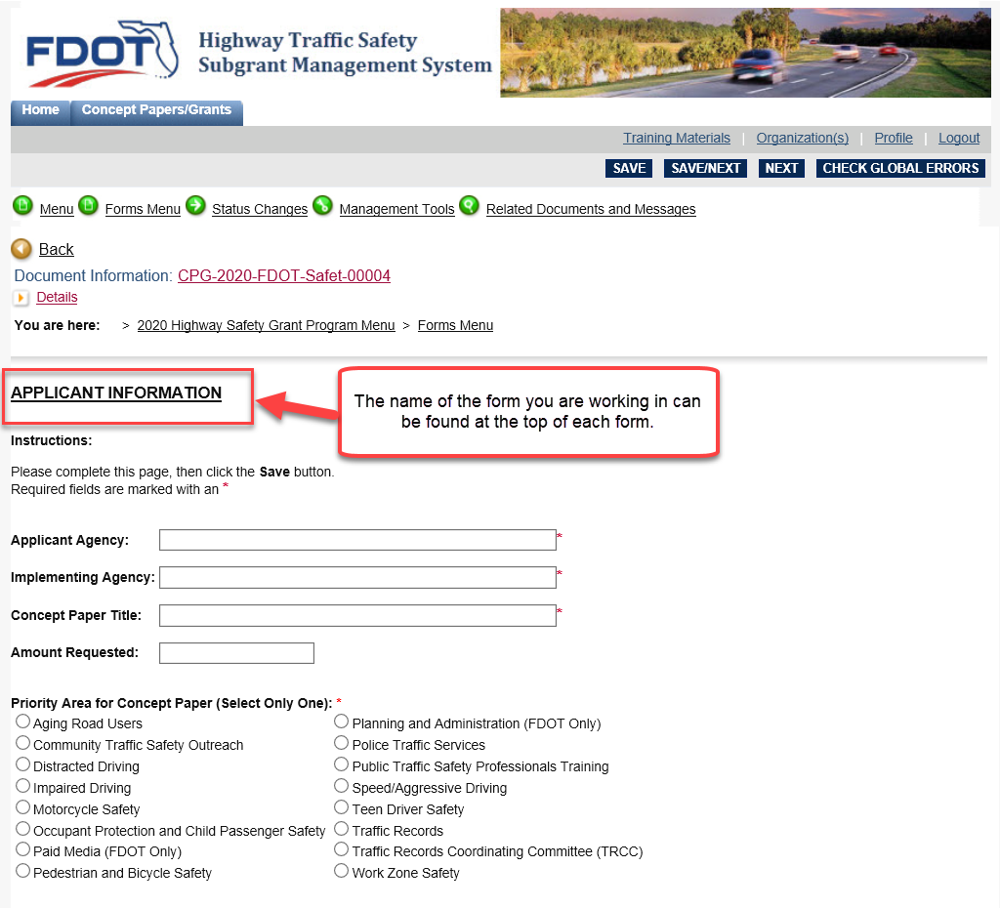 FDOT
Highway Traffic Safety
Subgrant Management System
Home Concept Papers/Grants
Training Materials | Organization(s) | Profile | Logout
SAVE SAVE/NEXT NEXT CHECK GLOBAL ERRORS
Menu Forms Menu Status Changes Management Tools Related Documents and Messages
Back
Document Information: CPG-2020-FDOT-Safet-00004
Details
You are here: > 2020 Highway Safety Grant Program Menu > Forms Menu
APPLICANT INFORMATION
The name of the form you are working in can
be found at the top of each form.
Instructions:
Please complete this page, then click the Save button.
Required fields are marked with an *
Applicant Agency: *
Implementing Agency: *
Concept Paper Title: *
Amount Requested:
Priority Area for Concept Paper (Select Only One): *
Aging Road Users Planning and Administration (FDOT Only)
Community Traffic Safety Outreach Police Traffic Services
Distracted Driving Public Traffic Safety Professionals Training
Impaired Driving Speed/Aggressive Driving
Motorcycle Safety Teen Driver Safety
Occupant Protection and Child Passenger Safety Traffic Records
Paid Media (FDOT Only) Traffic Records Coordinating Committee (TRCC)
Pedestrian and Bicycle Safety Work Zone Safety